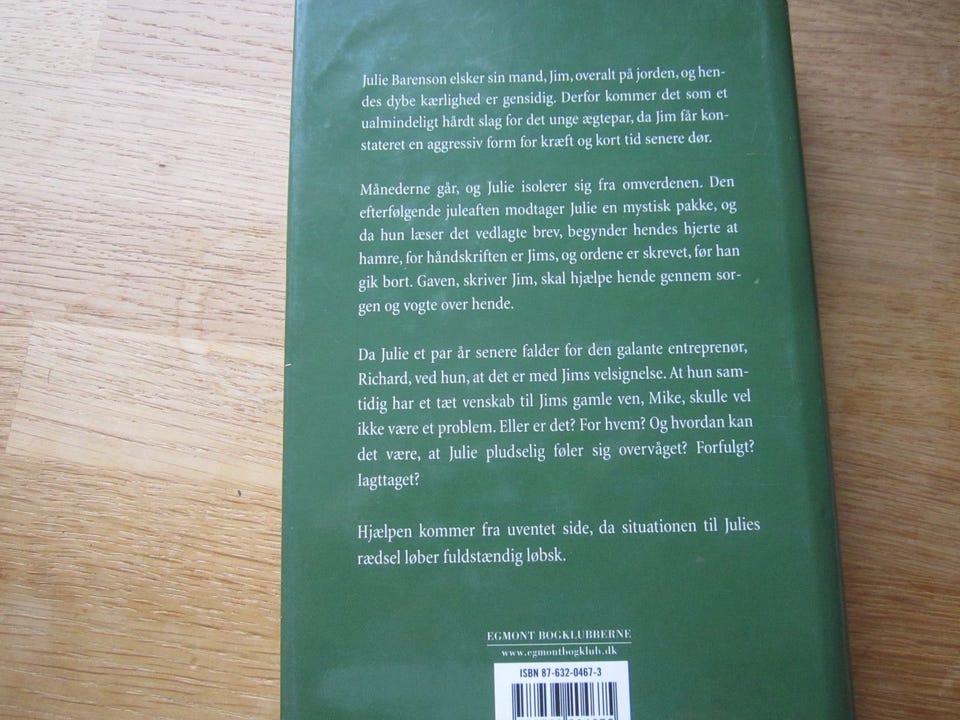 Julie Barenson elsker sin mand, Jim, overalt på jorden, og hen-
des dybe kærlighed er gensidig. Derfor kommer det som et
ualmindeligt hårdt slag for det unge ægtepar, da Jim får kon-
stateret en aggressiv form for kræft og kort tid senere dør.
Månederne går, og Julie isolerer sig fra omverdenen. Den
efterfølgende juleaften modtager Julie en mystisk pakke, og
da hun læser det vedlagte brev, begynder hendes hjerte at
hamre, for håndskriften er Jims, og ordene er skrevet, før han
gik bort. Gaven, skriver Jim, skal hjælpe hende gennem sor-
gen og vogte over hende.
Da Julie et par år senere falder for den galante entreprenør,
Richard, ved hun, at det er med Jims velsignelse. At hun sam-
tidig har et tæt venskab til Jims gamle ven, Mike, skulle vel
ikke være et problem. Eller er det? For hvem? Og hvordan kan
det være, at Julie pludselig føler sig overvåget? Forfulgt?
Iagttaget?
Hjælpen kommer fra uventet side, da situationen til Julies
rædsel løber fuldstændig løbsk.
EGMONT BOGKLUBBERNE
www.egmontbogklub.dk
ISBN 87-632-0467-3